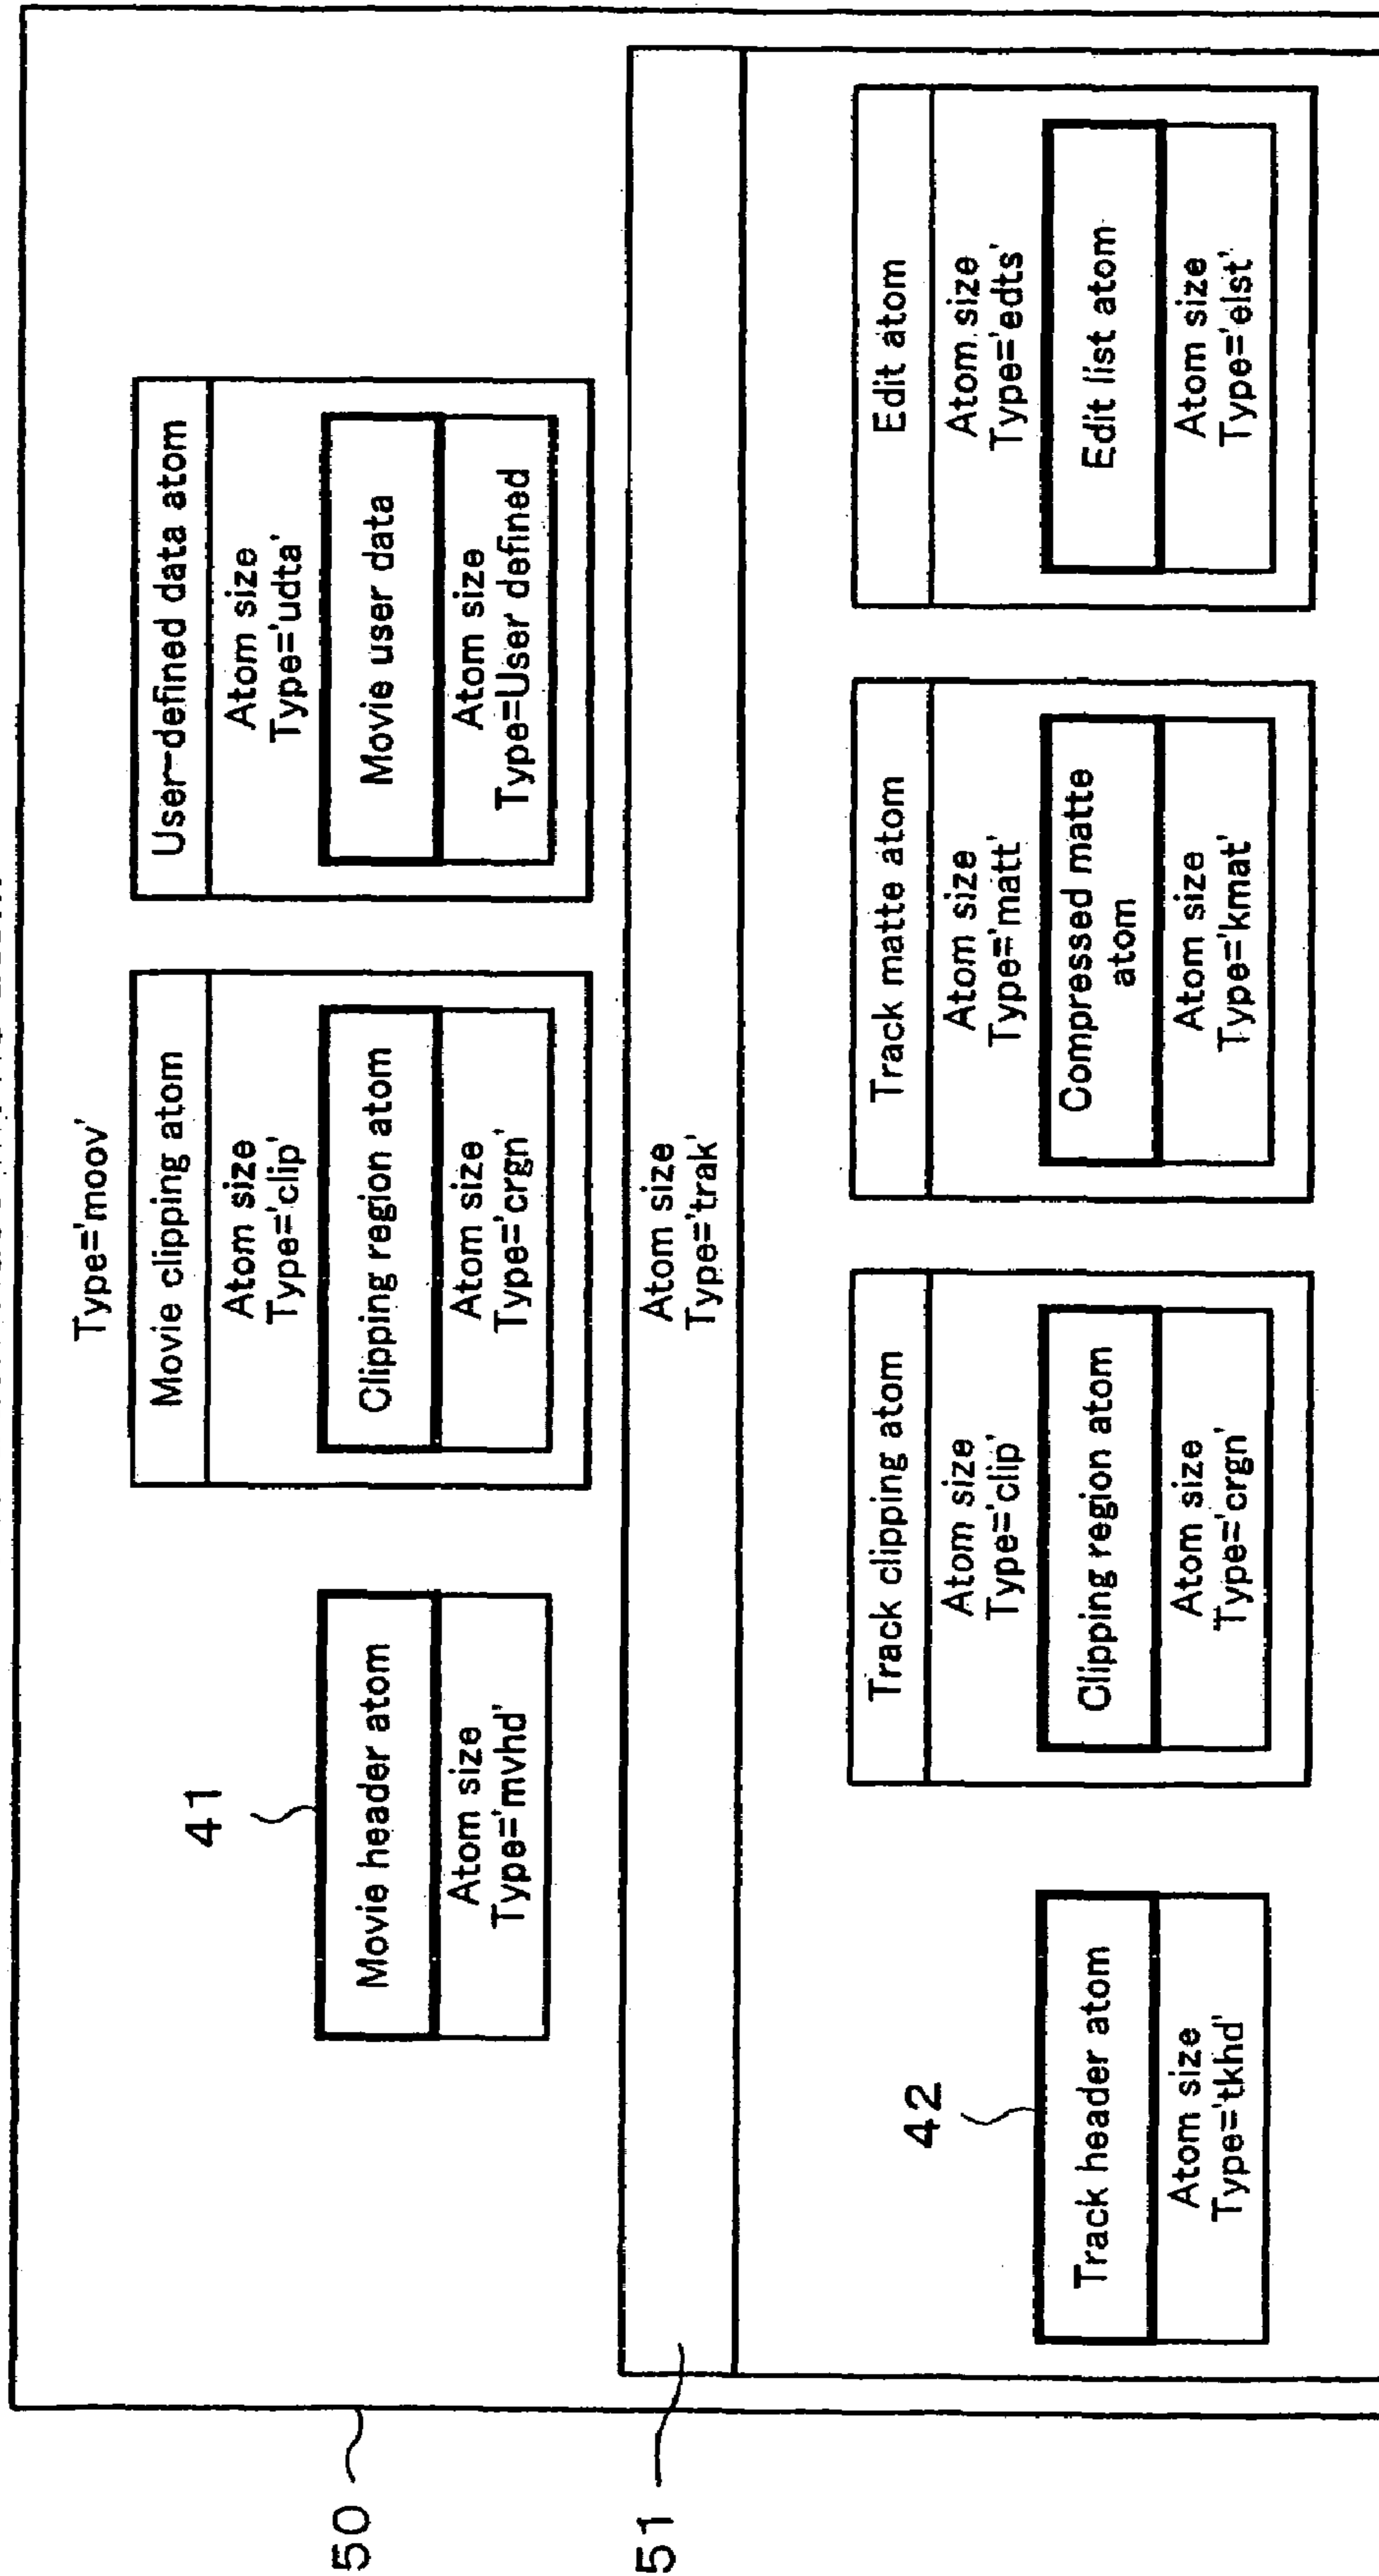 Type='moov'
41
Movie header atom
Atom size
Type='mvhd'
Movie clipping atom
Atom size
Type='clip'
Clipping region atom
Atom size
Type='crgn'
User-defined data atom
Atom size
Type='udta'
Movie user data
Atom size
Type=User defined
50
51
Atom size
Type='trak'
42
Track header atom
Atom size
Type='tkhd'
Track clipping atom
Atom size
Type='clip'
Clipping region atom
Atom size
Type='crgn'
Track matte atom
Atom size
Type='matt'
Compressed matte
atom
Atom size
Type='kmat'
Edit atom
Atom size
Type='edts'
Edit list atom
Atom size
Type='elst'